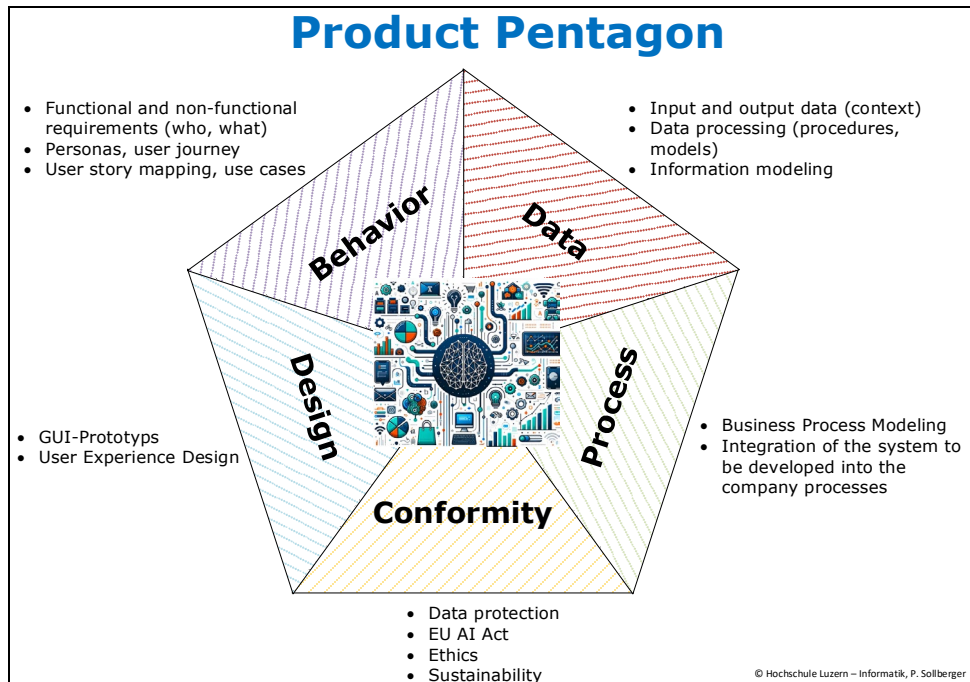 Product Pentagon
• Functional and non-functional
requirements (who, what)
• Personas, user journey
• User story mapping, use cases
• Input and output data (context)
• Data processing (procedures,
models)
• Information modeling
Behavior
Data
Design
Process
Conformity
• GUI-Prototyps
• User Experience Design
• Business Process Modeling
• Integration of the system to
be developed into the
company processes
• Data protection
• EU AI Act
• Ethics
• Sustainability
© Hochschule Luzern – Informatik, P. Sollberger